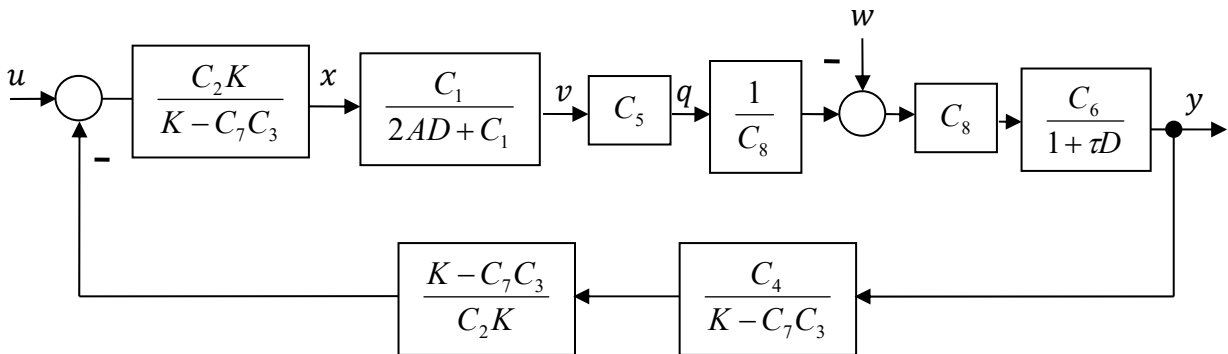 w
u
−
C₂K
K − C₇C₃
x
C₁
2AD + C₁
v
C₅
q
1
C₈
C₈
C₆
1 + τD
y
−
K − C₇C₃
C₂K
C₄
K − C₇C₃